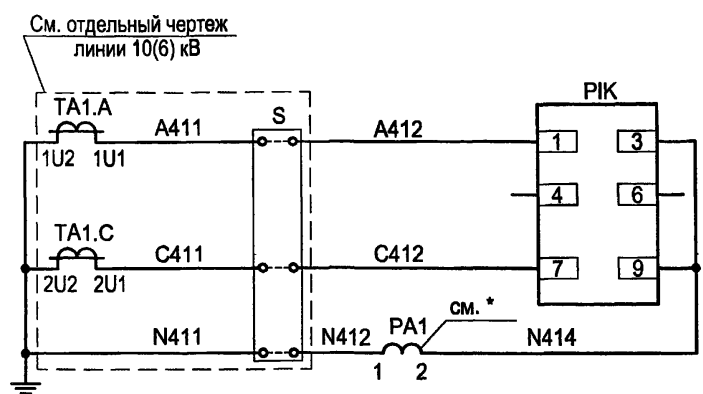 См. отдельный чертеж
линии 10(6) кВ
TA1.A
1U2 1U1
A411
S
A412
PIK
1 3
4 6
7 9
TA1.C
2U2 2U1
C411
C412
N411
N412
PA1
см. *
N414
1 2